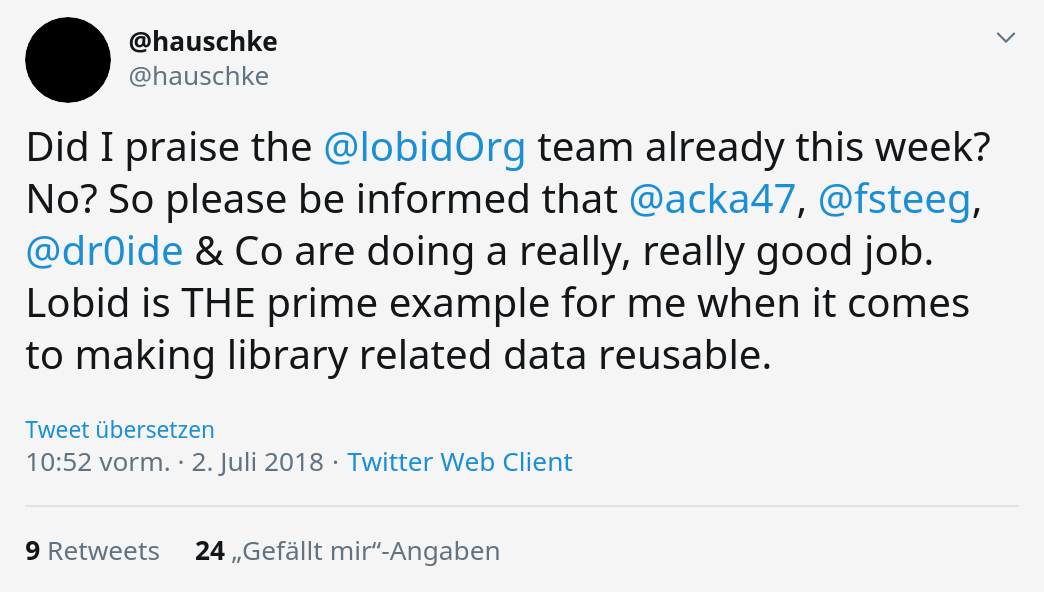 @hauschke
@hauschke
Did I praise the @lobidOrg team already this week?
No? So please be informed that @acka47, @fsteeg,
@dr0ide & Co are doing a really, really good job.
Lobid is THE prime example for me when it comes
to making library related data reusable.
Tweet übersetzen
10:52 vorm. · 2. Juli 2018 · Twitter Web Client
9 Retweets 24 „Gefällt mir“-Angaben